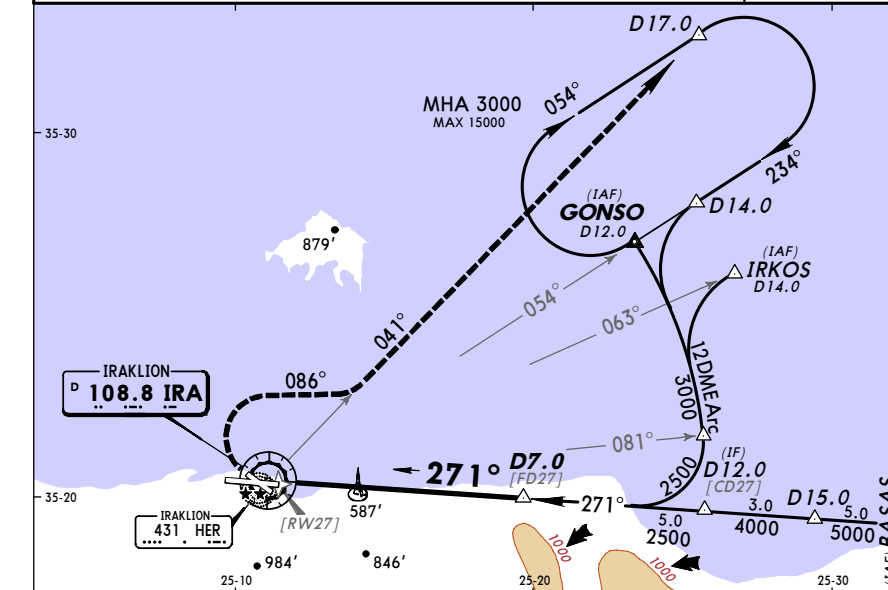 D17.0
MHA 3000
MAX 15000
054°
35-30
234°
(IAF)
GONSO
D12.0
D14.0
879'
(IAF)
IRKOS
D14.0
054°
063°
041°
IRAKLION
D 108.8 IRA
086°
12DME Arc
3000
081°
2500
(IF)
D12.0
[CD27]
271°
D7.0
[FD27]
35-20
587'
271°
D15.0
IRAKLION
431 HER
[RW27]
5.0
2500
3.0
4000
5.0
5000
984'
846'
1000
1000
25-10
25-20
25-30